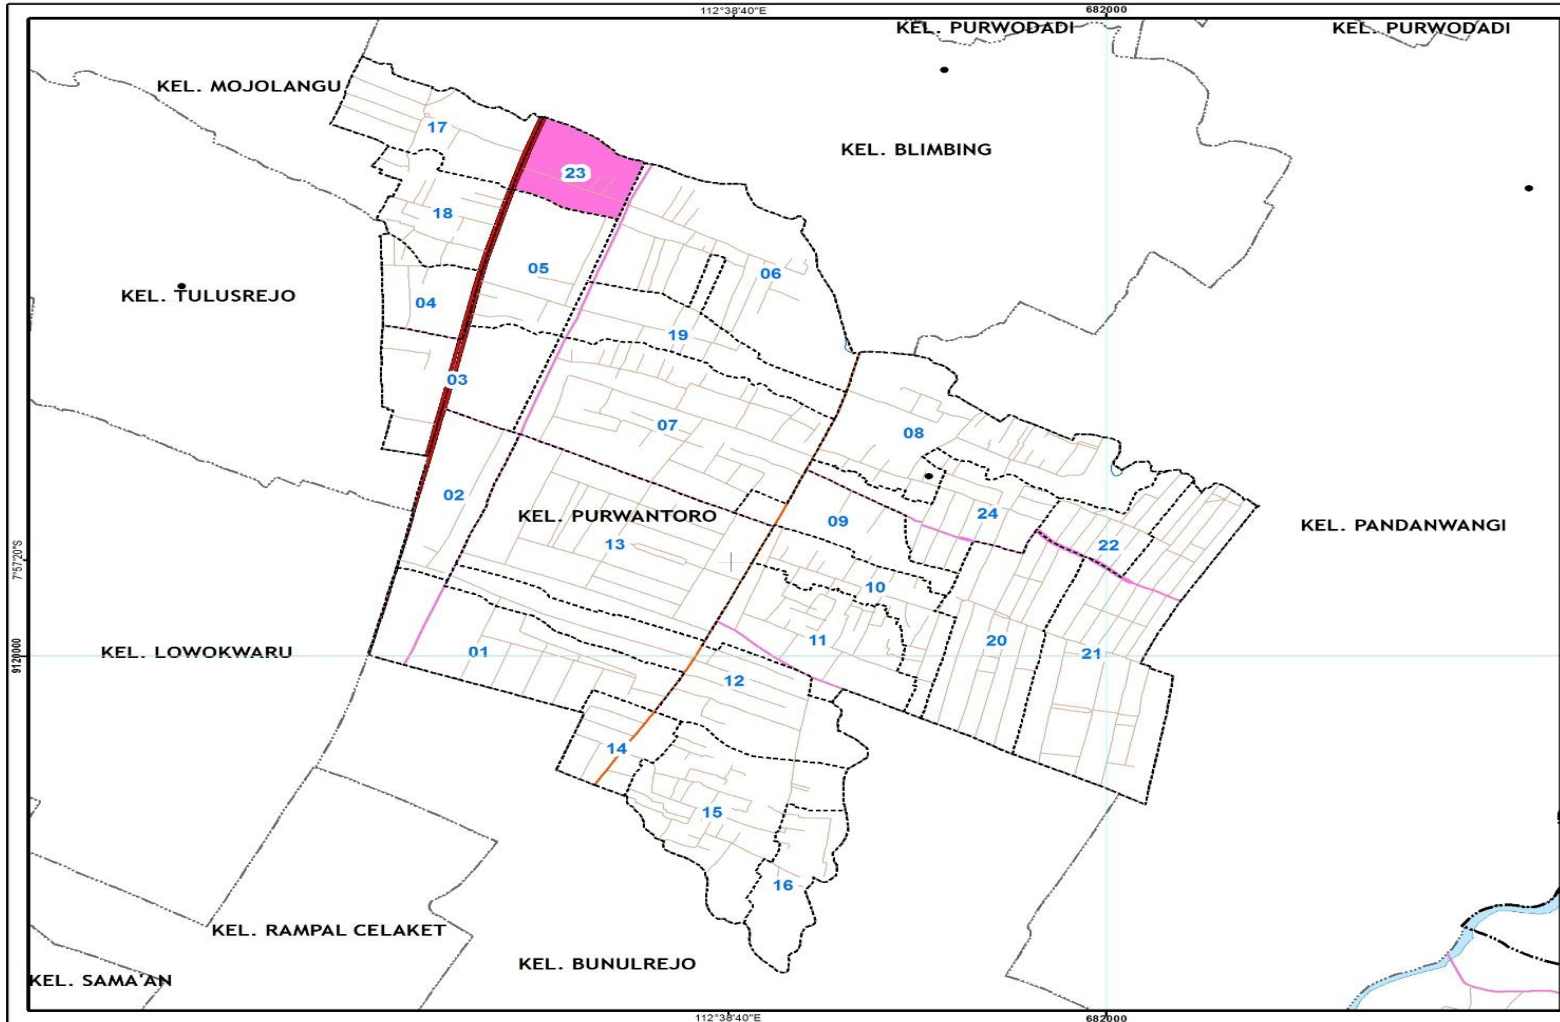 112°38'40"E
682000
KEL. PURWODADI
KEL. PURWODADI
KEL. MOJOLANGU
17
KEL. BLIMBING
23
18
05
06
KEL. TULUSREJO
04
19
03
07
08
02
KEL. PURWANTORO
09
24
KEL. PANDANWANGI
13
22
7°57'20"S
10
11
20
KEL. LOWOKWARU
01
21
9120000
12
14
15
16
KEL. RAMPAL CELAKET
KEL. BUNULREJO
KEL. SAMA'AN
112°38'40"E
682000